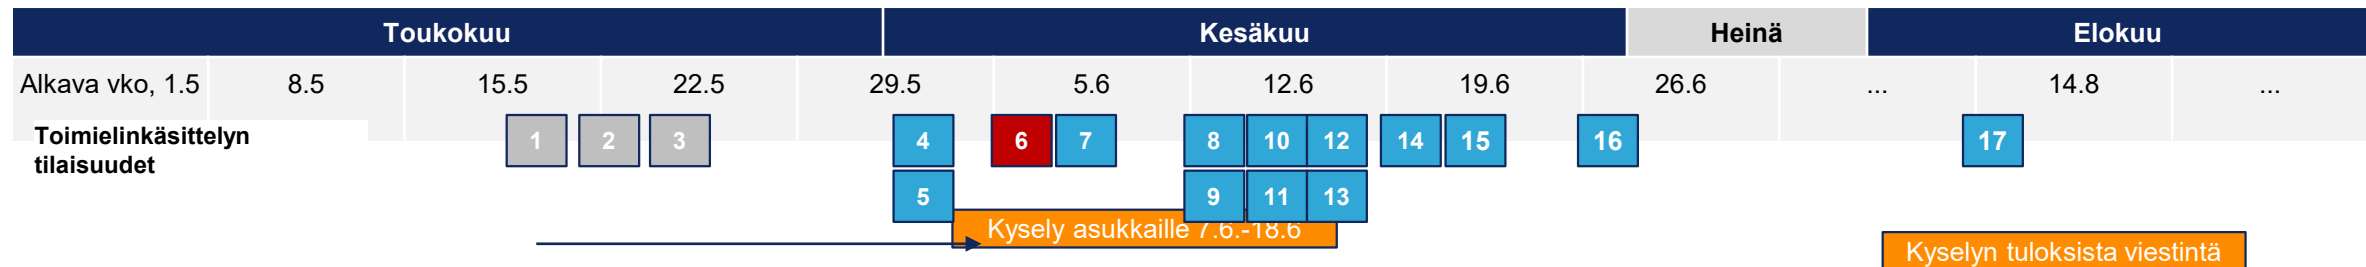 Toukokuu Kesäkuu Heinä Elokuu
Alkava vko, 1.5 8.5 15.5 22.5 29.5 5.6 12.6 19.6 26.6 ... 14.8 ...
Toimielinkäsittelyn
tilaisuudet
1 2 3 4 6 7 8 10 12 14 15 16 17
5 9 11 13
Kysely asukkaille 7.6.-18.6
Kyselyn tuloksista viestintä